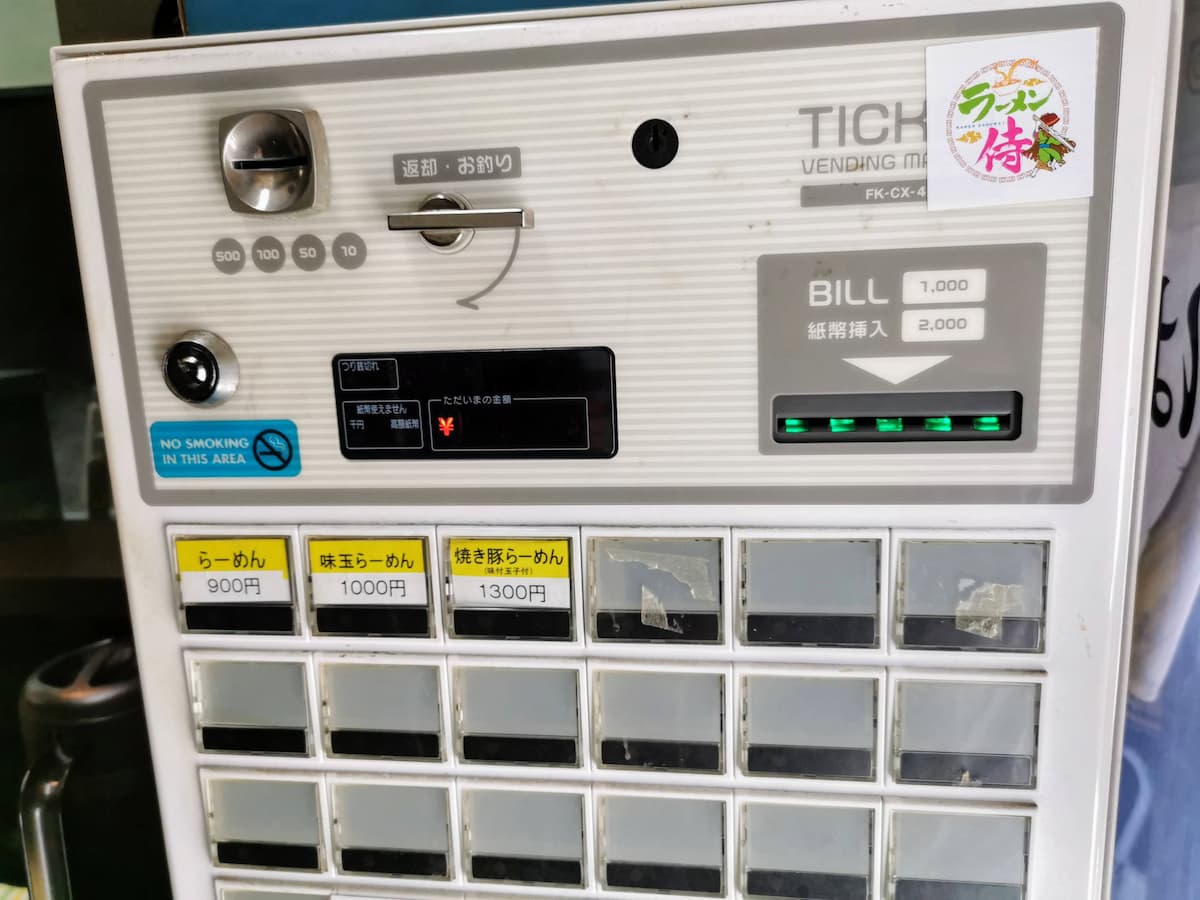 返却・お釣り
500 100 50 10
TICK
VENDING MA
FK-CX-4
ラーメン
RAMEN SAMURAI
侍
BILL 1,000
紙幣挿入 2,000
つり銭切れ
紙幣使えません
千円 高額紙幣
ただいまの金額
¥
NO SMOKING
IN THIS AREA
らーめん
900円
味玉らーめん
1000円
焼き豚らーめん
(味付玉子付)
1300円